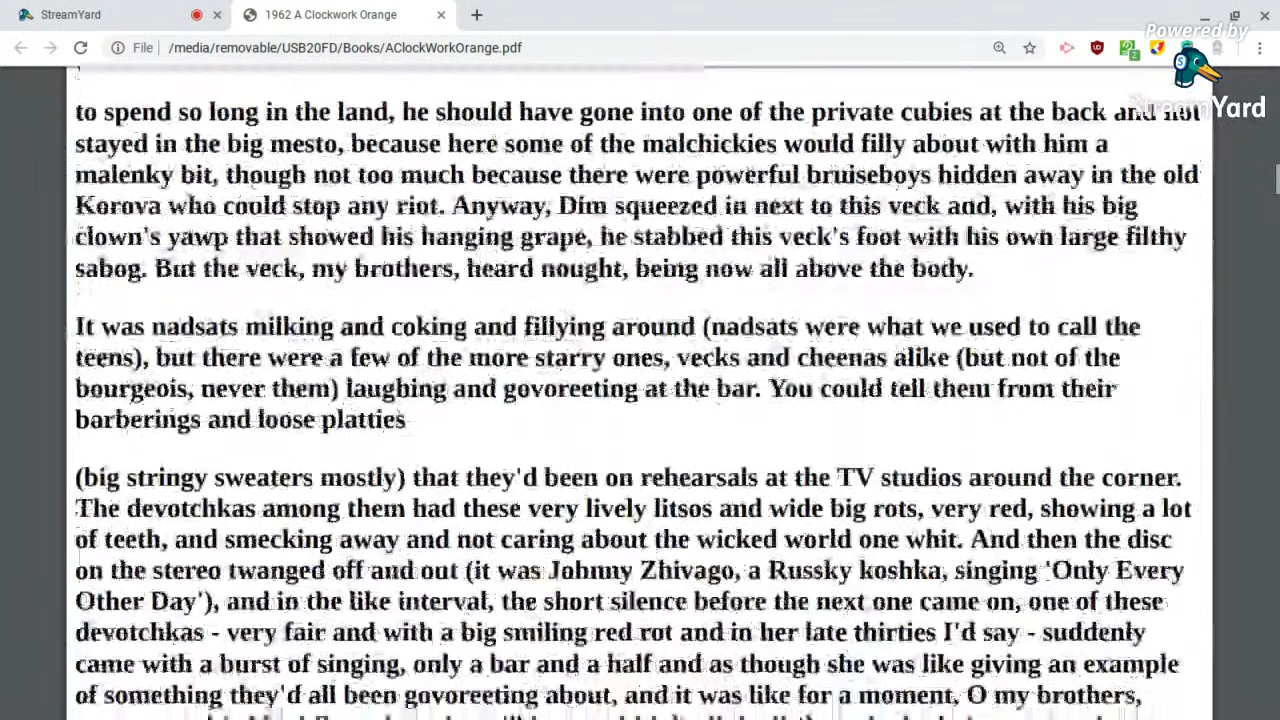 StreamYard
1962 A Clockwork Orange
File /media/removable/USB20FD/Books/AClockWorkOrange.pdf
2
Powered by
StreamYard
to spend so long in the land, he should have gone into one of the private cubies at the back and not
stayed in the big mesto, because here some of the malchickies would filly about with him a
malenky bit, though not too much because there were powerful bruiseboys hidden away in the old
Korova who could stop any riot. Anyway, Dim squeezed in next to this veck and, with his big
clown's yawp that showed his hanging grape, he stabbed this veck's foot with his own large filthy
sabog. But the veck, my brothers, heard nought, being now all above the body.
It was nadsats milking and coking and fillying around (nadsats were what we used to call the
teens), but there were a few of the more starry ones, vecks and cheenas alike (but not of the
bourgeois, never them) laughing and govoreeting at the bar. You could tell them from their
barberings and loose platties
(big stringy sweaters mostly) that they'd been on rehearsals at the TV studios around the corner.
The devotchkas among them had these very lively litsos and wide big rots, very red, showing a lot
of teeth, and smecking away and not caring about the wicked world one whit. And then the disc
on the stereo twanged off and out (it was Johnny Zhivago, a Russky koshka, singing 'Only Every
Other Day'), and in the like interval, the short silence before the next one came on, one of these
devotchkas - very fair and with a big smiling red rot and in her late thirties I'd say - suddenly
came with a burst of singing, only a bar and a half and as though she was like giving an example
of something they'd all been govoreeting about, and it was like for a moment, O my brothers,